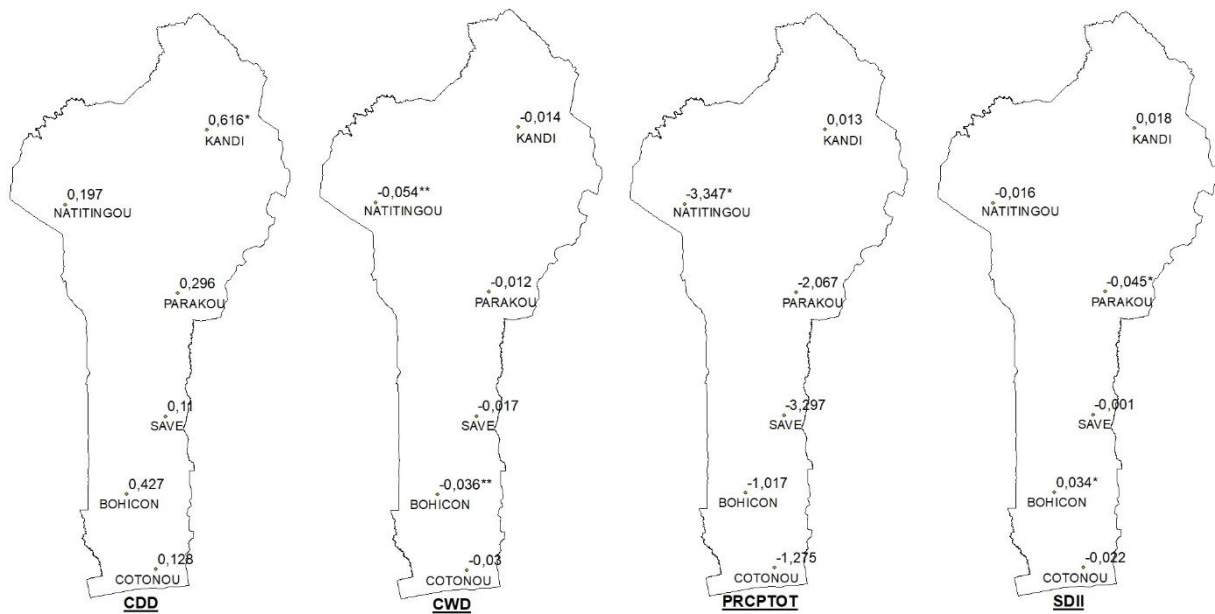 0,616*
KANDI
0,197
NATITINGOU
0,296
PARAKOU
0,11
SAVE
0,427
BOHICON
0,128
COTONOU
CDD
-0,014
KANDI
-0,054**
NATITINGOU
-0,012
PARAKOU
-0,017
SAVE
-0,036**
BOHICON
-0,03
COTONOU
CWD
0,013
KANDI
-3,347*
NATITINGOU
-2,067
PARAKOU
-3,297
SAVE
-1,017
BOHICON
-1,275
COTONOU
PRCPTOT
0,018
KANDI
-0,016
NATITINGOU
-0,045*
PARAKOU
-0,001
SAVE
0,034*
BOHICON
-0,022
COTONOU
SDII